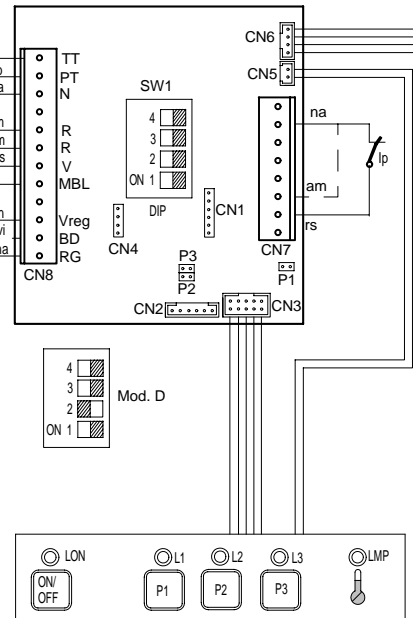 CN6
CN5
TT
PT
N
R
R
V
MBL
Vreg
BD
RG
CN8
SW1
4
3
2
ON 1
DIP
CN4
CN1
P3
P2
CN2
CN3
CN7
P1
na
am
rs
Ip
4
3
2
ON 1
Mod. D
LON
L1
L2
L3
LMP
ON/
OFF
P1
P2
P3